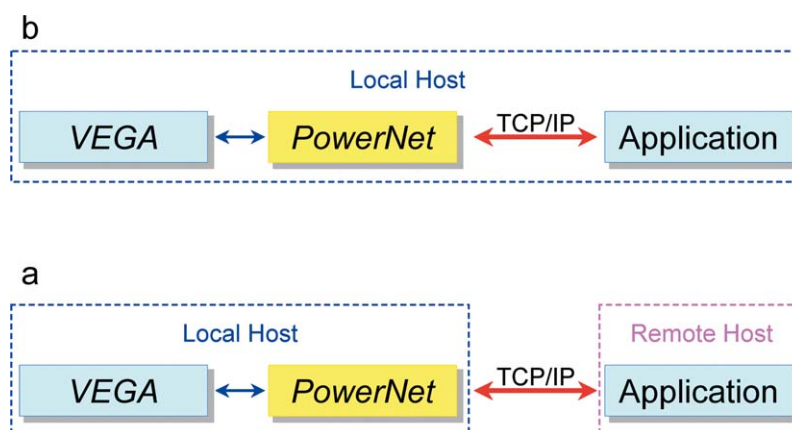 b
Local Host
VEGA PowerNet TCP/IP Application
a
Local Host Remote Host
VEGA PowerNet TCP/IP Application